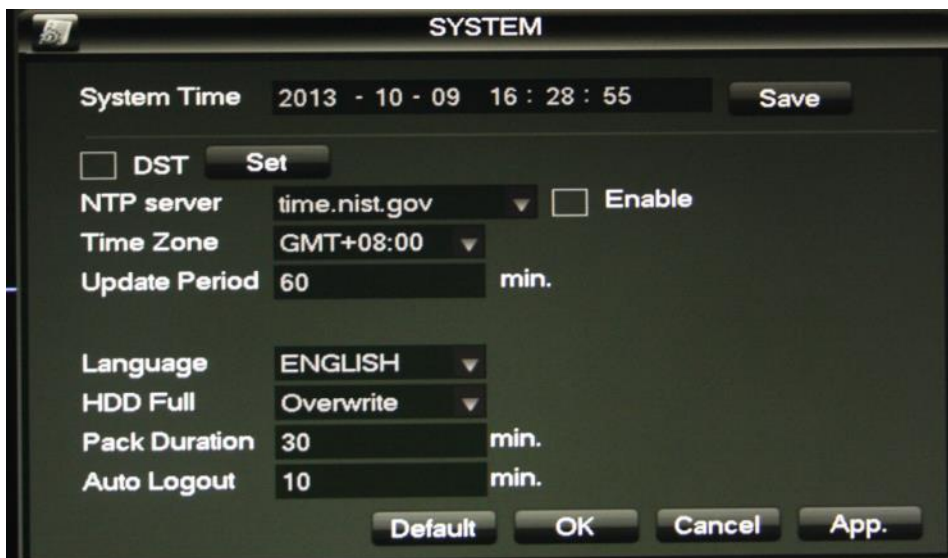 SYSTEM
System Time 2013 - 10 - 09 16 : 28 : 55 Save
DST Set
NTP server time.nist.gov Enable
Time Zone GMT+08:00
Update Period 60 min.
Language ENGLISH
HDD Full Overwrite
Pack Duration 30 min.
Auto Logout 10 min.
Default OK Cancel App.